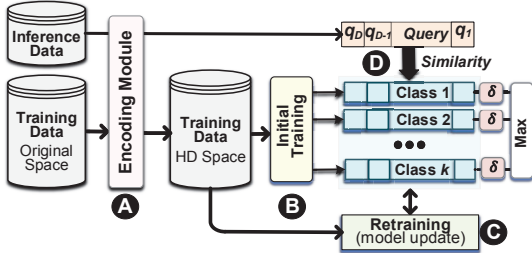 Inference
Data
Training
Data
Original
Space
Encoding Module
A
Training
Data
HD Space
Initial
Training
B
q_D q_{D-1} Query q_1
D
Similarity
Class 1 δ
Class 2 δ
•••
Class k δ
Max
Retraining
(model update)
C